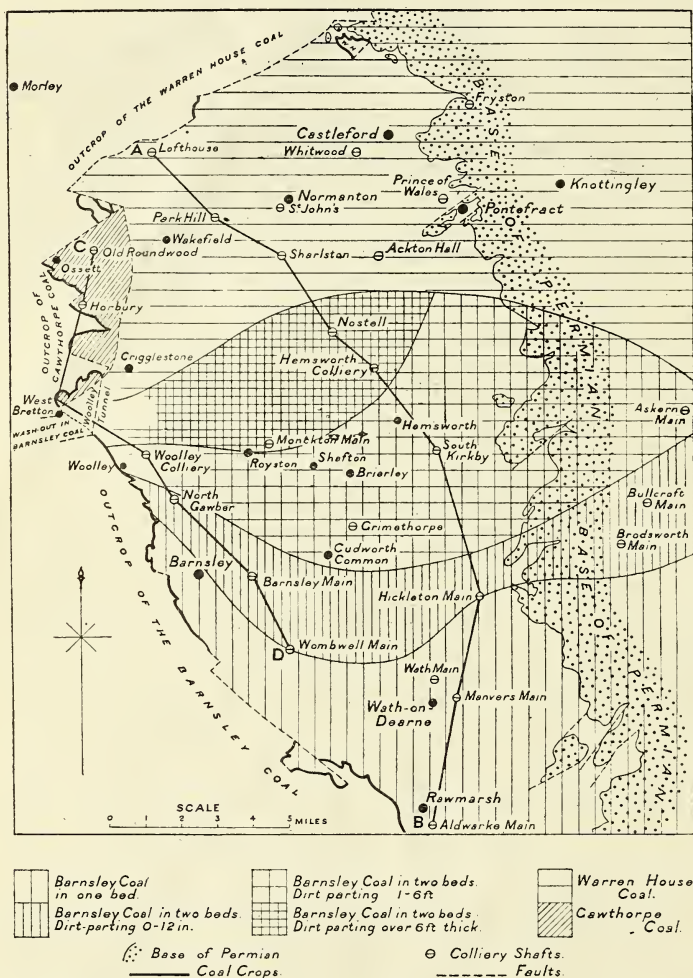 Morley
OUTCROP OF THE WARREN HOUSE COAL
Fryston
Castleford
A Lofthouse
Whitwood
Knottingley
Prince of
Wales
Normanton
St John's
Pontefract
Park Hill
Wakefield
C
Old Roundwood
Ossett
Sharlston
Ackton Hall
Horbury
OUTCROP OF
CAWTHORPE COAL
Nostell
Crigglestone
Hemsworth
Colliery
West
Bretton
Woolley
Tunnel
WASH-OUT IN
BARNSLEY COAL
Hemsworth
Askern
Main
Monckton Main
South
Kirkby
Woolley
Woolley
Colliery
Royston
Shafton
Brierley
North
Gawber
Bullcroft
Main
Grimethorpe
Brodsworth
Main
Cudworth
Common
Barnsley
Barnsley Main
Hickleton Main
D
Wombwell Main
Wath Main
Wath-on-
Dearne
Manvers Main
OUTCROP OF THE BARNSLEY COAL
BASE OF PERMIAN
BASE OF PERMIAN
Rawmarsh
B
Aldwarke Main
SCALE
0 1 2 3 4 5 MILES
Barnsley Coal
in one bed.
Barnsley Coal in two beds.
Dirt-parting 0-12 in.
Barnsley Coal in two beds.
Dirt parting 1-6ft
Barnsley Coal in two beds
Dirt parting over 6ft thick.
Warren House
Coal.
Cawthorpe
Coal.
Base of Permian
Colliery Shafts.
Coal Crops.
Faults.